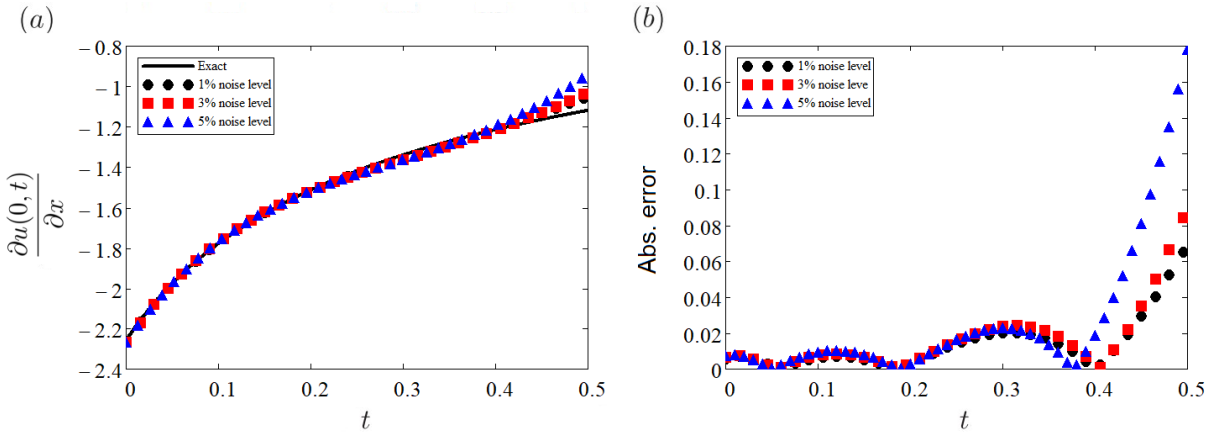 (a)
− 0.8
− 1
− 1.2
− 1.4
− 1.6
− 1.8
− 2
− 2.2
− 2.4
0 0.1 0.2 0.3 0.4 0.5
t
∂u(0, t)
∂x
Exact
1% noise level
3% noise level
5% noise level
(b)
0.18
0.16
0.14
0.12
0.1
0.08
0.06
0.04
0.02
0
0 0.1 0.2 0.3 0.4 0.5
t
Abs. error
1% noise level
3% noise leve
5% noise level